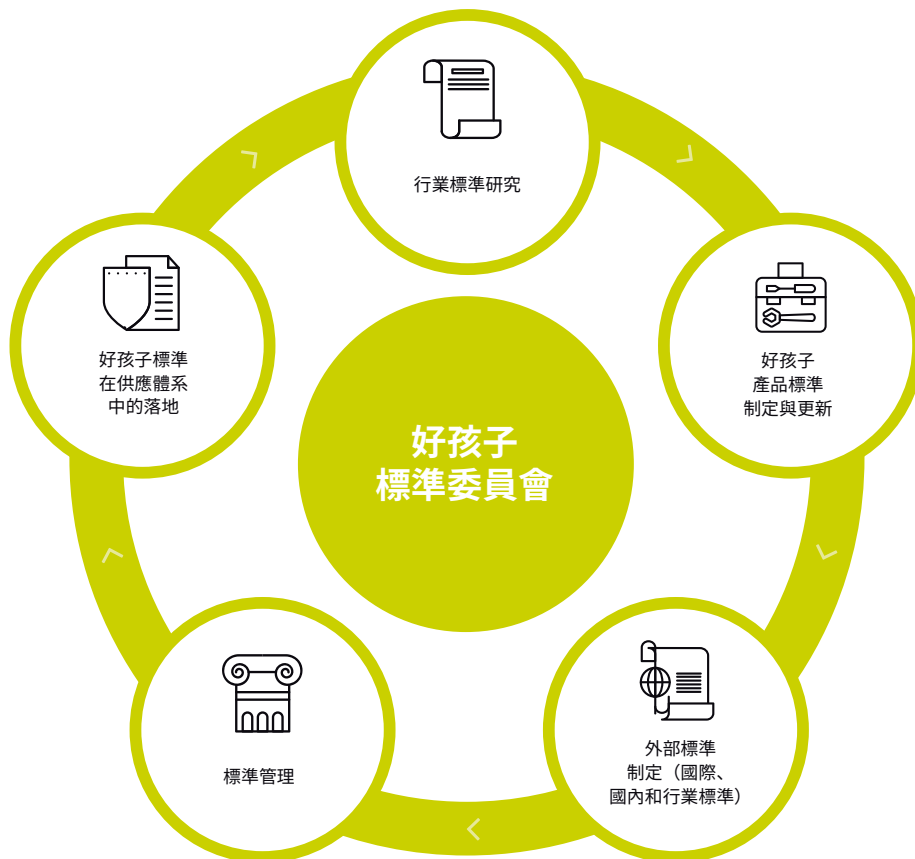 行業標準研究
好孩子
產品標準
制定與更新
外部標準
制定（國際、
國內和行業標準）
標準管理
好孩子標準
在供應體系
中的落地
好孩子
標準委員會